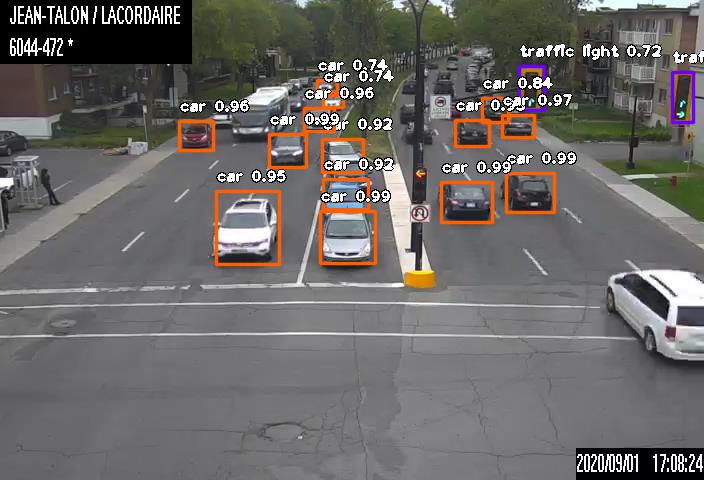 JEAN-TALON / LACORDAIRE
6044-472 *
car 0.74
car 0.74
traffic light 0.72
traf
car 0.96
car 0.96
car 0.84
car 0.97
car 0.99
car 0.92
car 0.92
car 0.99
car 0.99
car 0.95
car 0.99
2020/09/01 17:08:24